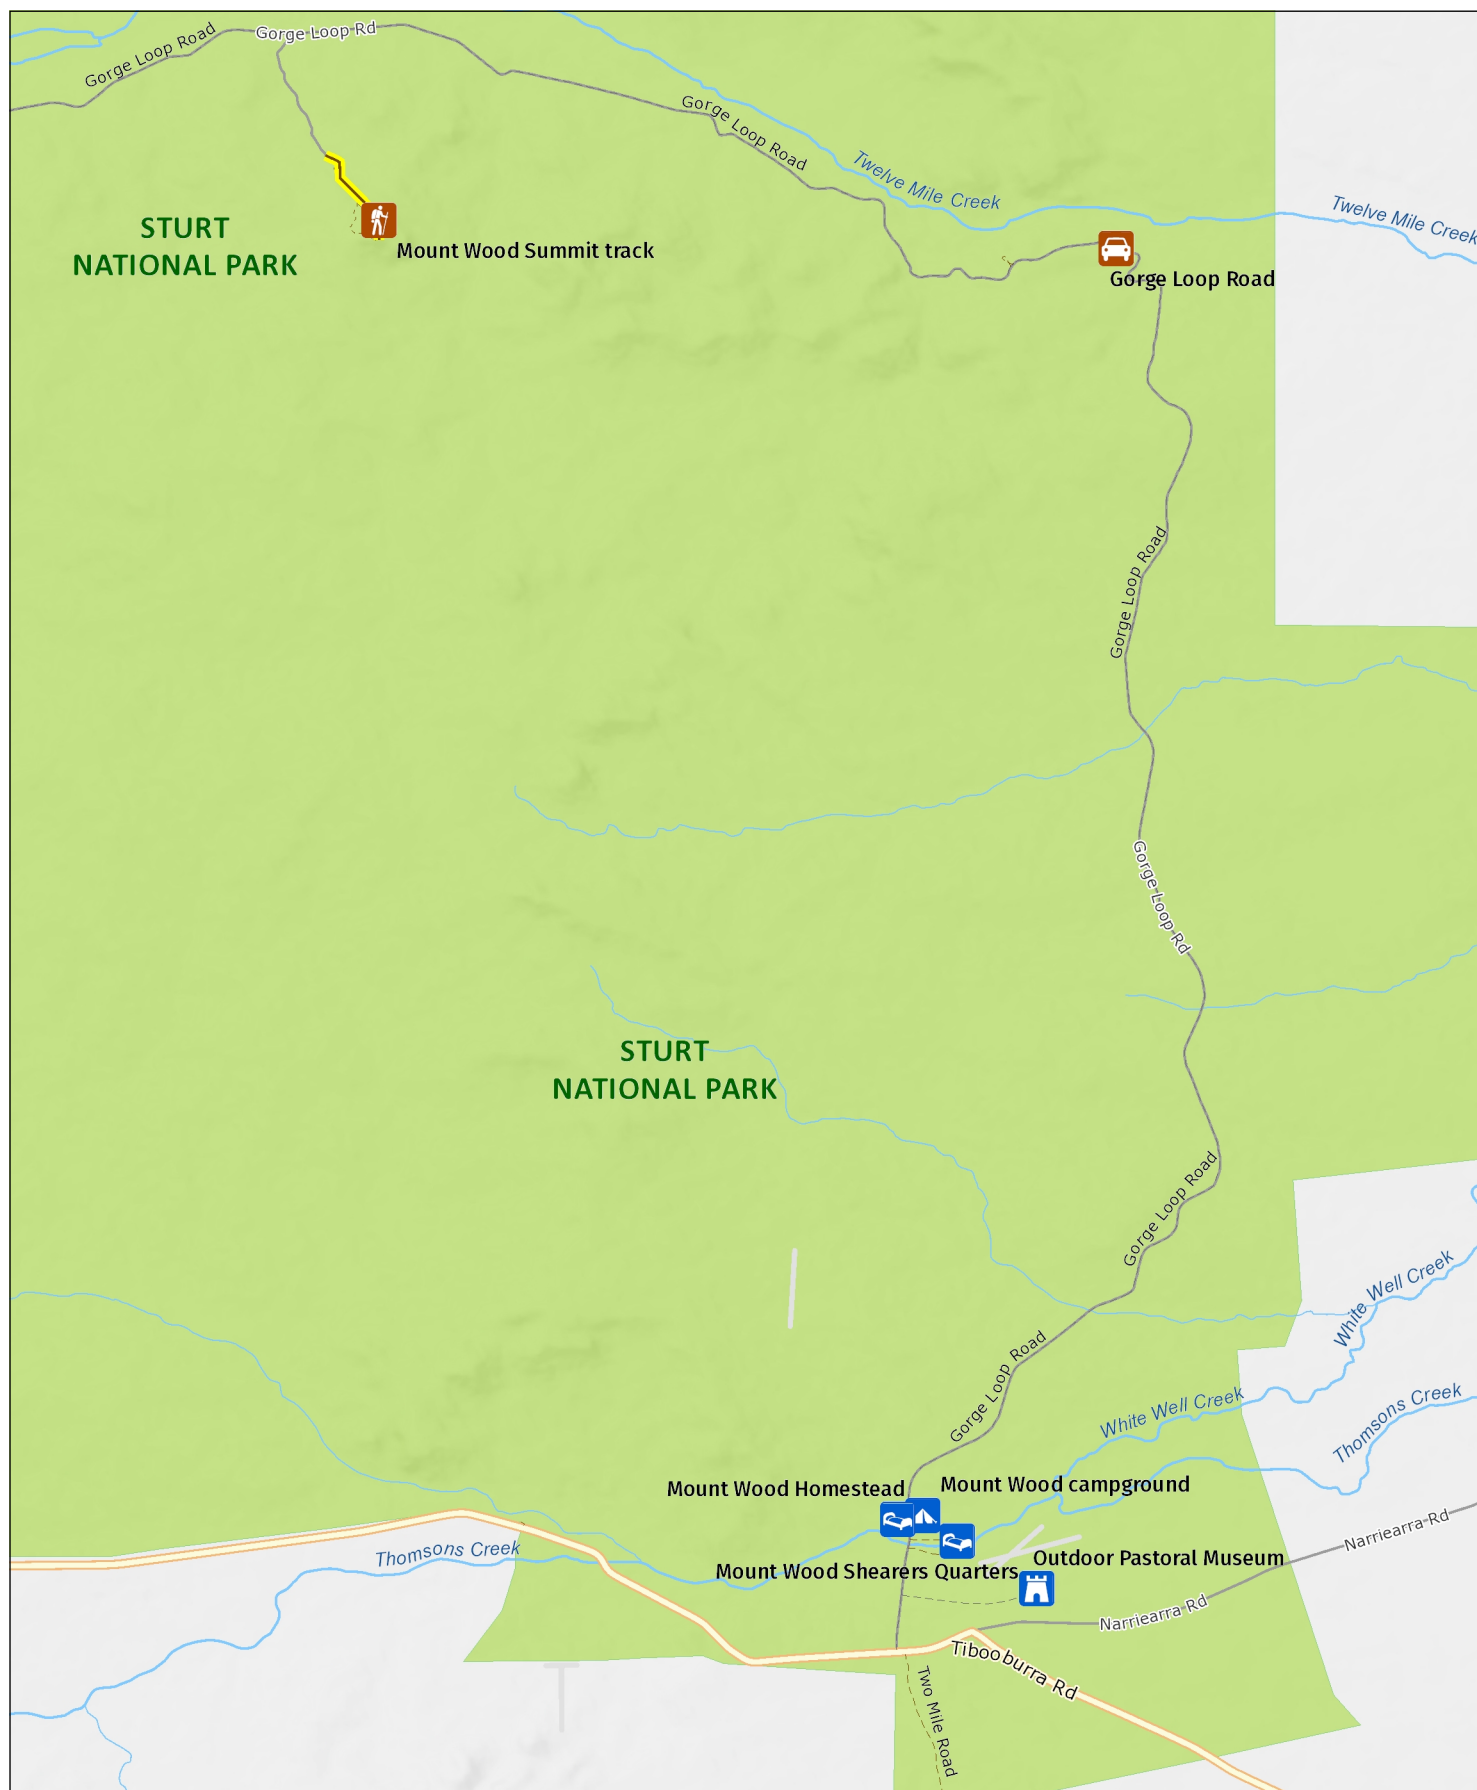 Gorge Loop Road
Gorge Loop Rd
Gorge Loop Road
Twelve Mile Creek
Twelve Mile Creek
STURT
NATIONAL PARK
Mount Wood Summit track
Gorge Loop Road
Gorge Loop Road
Gorge Loop Rd
STURT
NATIONAL PARK
Gorge Loop Road
White Well Creek
Gorge Loop Road
White Well Creek
Thomsons Creek
Mount Wood Homestead
Mount Wood campground
Narriearra Rd
Thomsons Creek
Outdoor Pastoral Museum
Mount Wood Shearers Quarters
Narriearra Rd
Tibooburra Rd
Two Mile Road